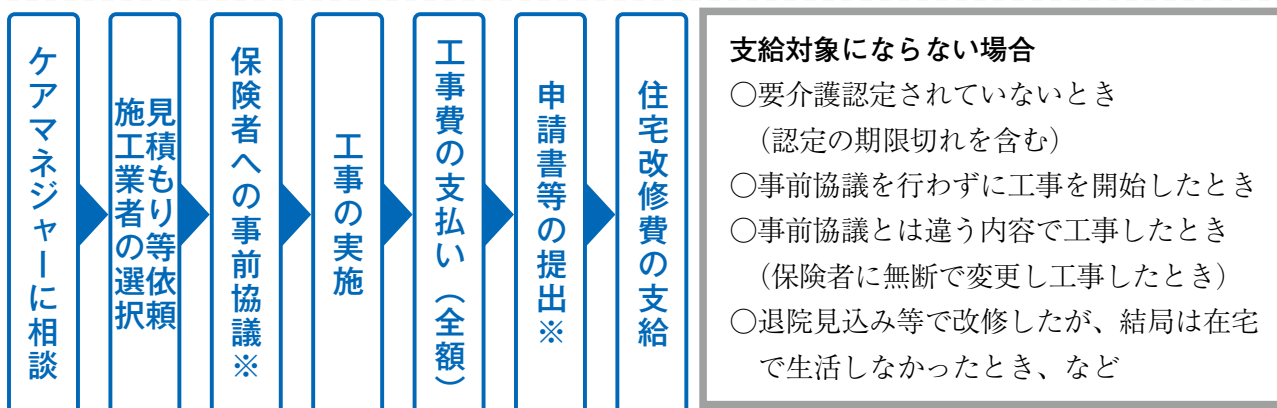 ケアマネジャーに相談
施工業者の選択
見積もり等依頼
保険者への事前協議※
工事の実施
工事費の支払い（全額）
申請書等の提出※
住宅改修費の支給
支給対象にならない場合
○要介護認定されていないとき
（認定の期限切れを含む）
○事前協議を行わずに工事を開始したとき
○事前協議とは違う内容で工事したとき
（保険者に無断で変更し工事したとき）
○退院見込み等で改修したが、結局は在宅
で生活しなかったとき、など